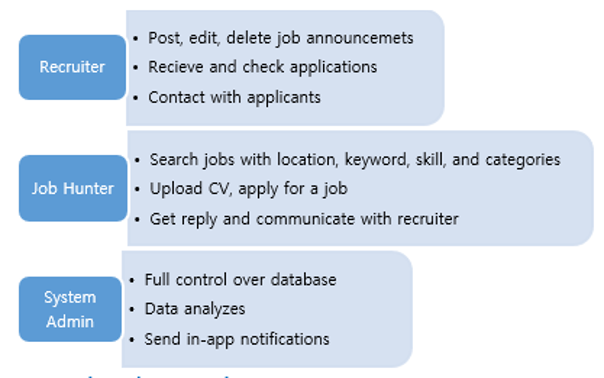 Recruiter
• Post, edit, delete job announcemets
• Recieve and check applications
• Contact with applicants
Job Hunter
• Search jobs with location, keyword, skill, and categories
• Upload CV, apply for a job
• Get reply and communicate with recruiter
System
Admin
• Full control over database
• Data analyzes
• Send in-app notifications